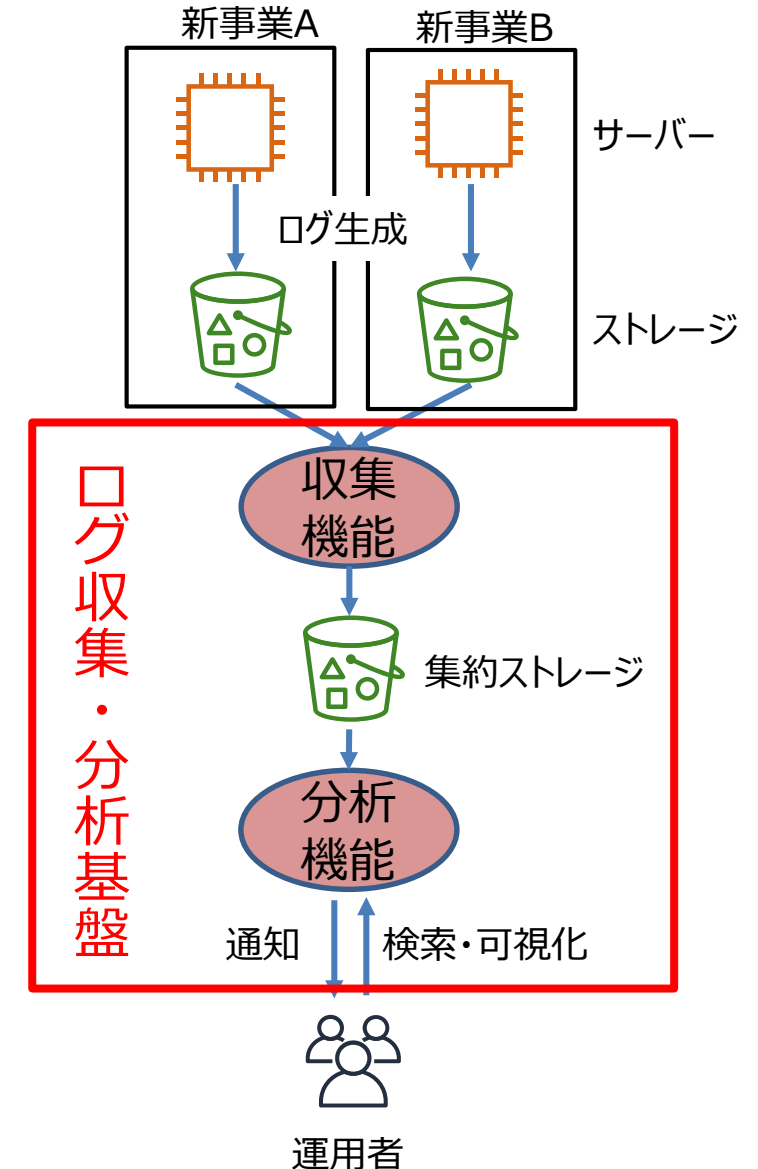 新事業A
新事業B
サーバー
ログ生成
ストレージ
ログ収集・分析基盤
収集
機能
集約ストレージ
分析
機能
通知
検索・可視化
運用者